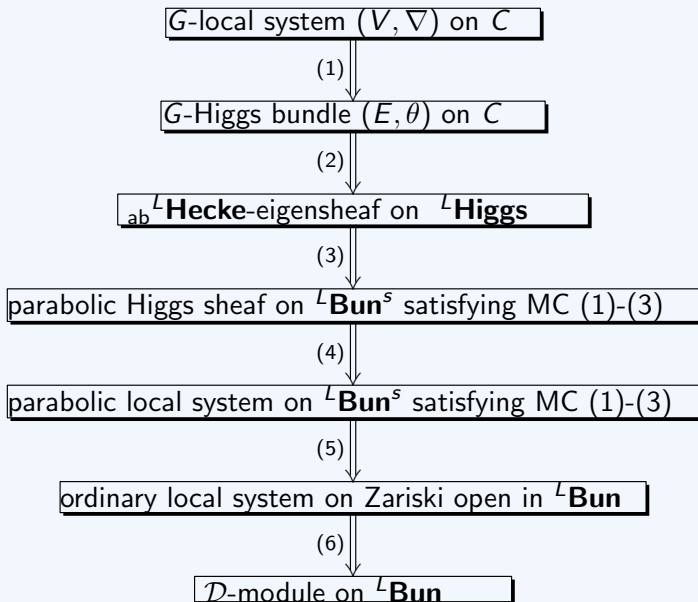 G-local system (V, ∇) on C
(1)
G-Higgs bundle (E, θ) on C
(2)
ab ᴸHecke-eigensheaf on ᴸHiggs
(3)
parabolic Higgs sheaf on ᴸBunˢ satisfying MC (1)-(3)
(4)
parabolic local system on ᴸBunˢ satisfying MC (1)-(3)
(5)
ordinary local system on Zariski open in ᴸBun
(6)
𝒟-module on ᴸBun